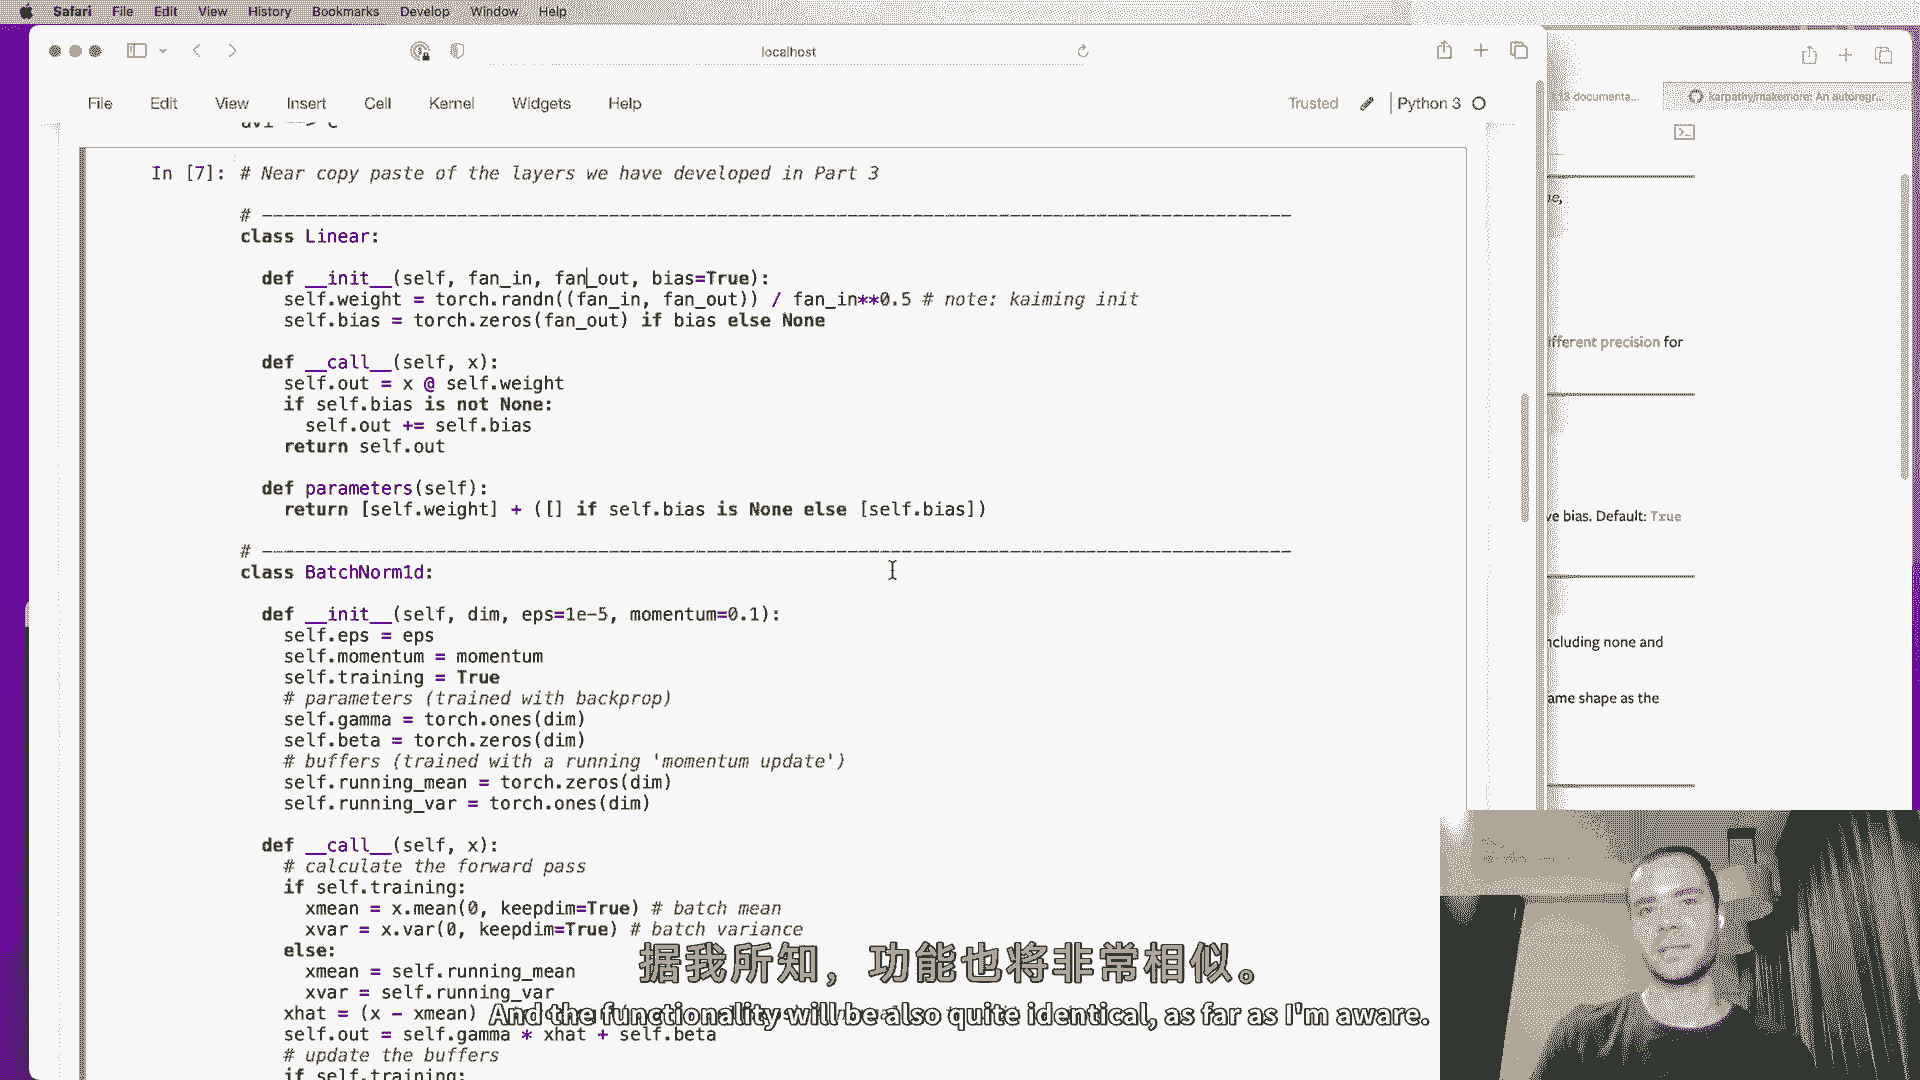 Safari File Edit View History Bookmarks Develop Window Help
localhost
File Edit View Insert Cell Kernel Widgets Help
Trusted Python 3
13 documenta...
karpathy/makemore: An autoregr...
In [7]: # Near copy paste of the layers we have developed in Part 3
# -----------------------------------------------------------------------------------------------
class Linear:
def __init__(self, fan_in, fan_out, bias=True):
self.weight = torch.randn((fan_in, fan_out)) / fan_in**0.5 # note: kaiming init
self.bias = torch.zeros(fan_out) if bias else None
def __call__(self, x):
self.out = x @ self.weight
if self.bias is not None:
self.out += self.bias
return self.out
def parameters(self):
return [self.weight] + ([] if self.bias is None else [self.bias])
# -----------------------------------------------------------------------------------------------
class BatchNorm1d:
def __init__(self, dim, eps=1e-5, momentum=0.1):
self.eps = eps
self.momentum = momentum
self.training = True
# parameters (trained with backprop)
self.gamma = torch.ones(dim)
self.beta = torch.zeros(dim)
# buffers (trained with a running 'momentum update')
self.running_mean = torch.zeros(dim)
self.running_var = torch.ones(dim)
def __call__(self, x):
# calculate the forward pass
if self.training:
xmean = x.mean(0, keepdim=True) # batch mean
xvar = x.var(0, keepdim=True) # batch variance
else:
xmean = self.running_mean
xvar = self.running_var
xhat = (x - xmean)
self.out = self.gamma * xhat + self.beta
# update the buffers
if self.training:
ifferent precision for
ve bias. Default: True
ncluding none and
ame shape as the
据我所知，功能也将非常相似。
And the functionality will be also quite identical, as far as I'm aware.